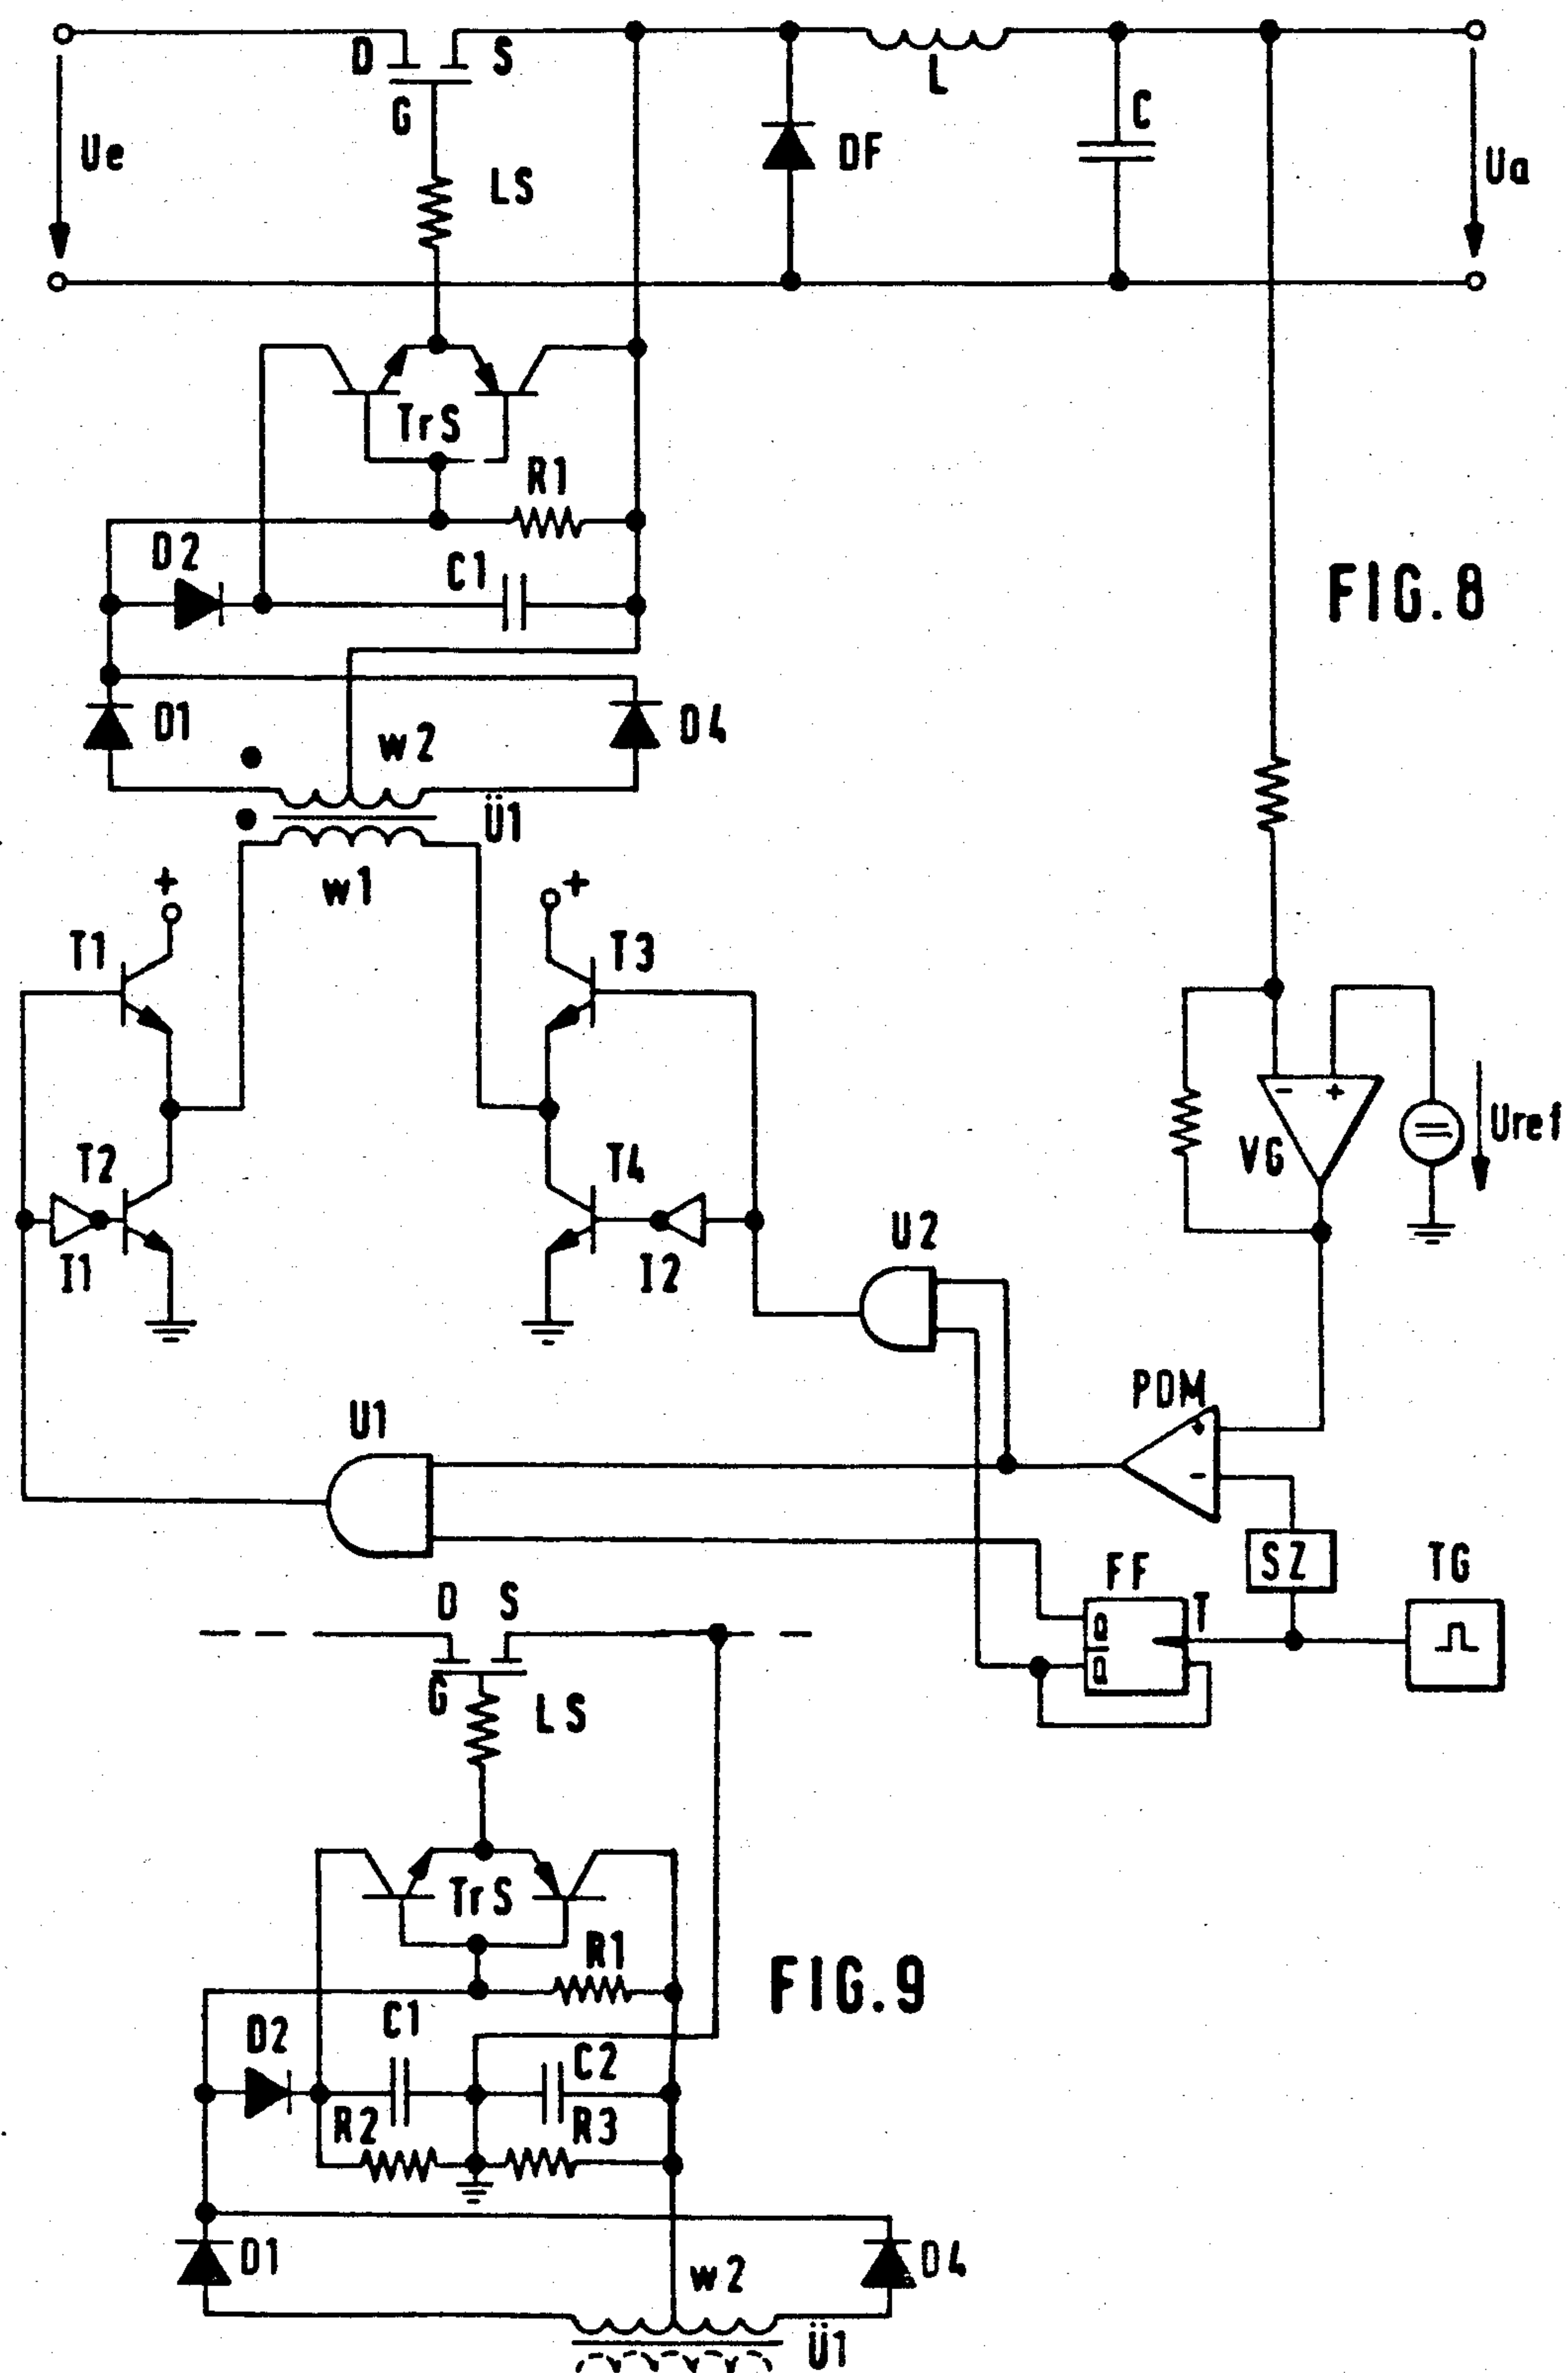 D S
G
Ue
LS
L
DF
C
Ua
TrS
R1
D2
C1
FIG. 8
D1
w2
D4
Ü1
w1
+
+
T1
T3
T2
T4
I1
I2
- +
VG
Uref
U2
PDM
+
-
U1
SZ
TG
FF
T
Q
Q
D S
G
LS
TrS
R1
FIG. 9
D2
C1
C2
R2
R3
D1
w2
D4
Ü1